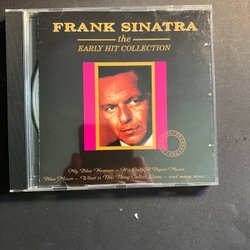 FRANK SINATRA
the
EARLY HIT COLLECTION
My Blue Heaven – It's Only A Paper Moon
Blue Moon – What is This Thing Called Love – and many more